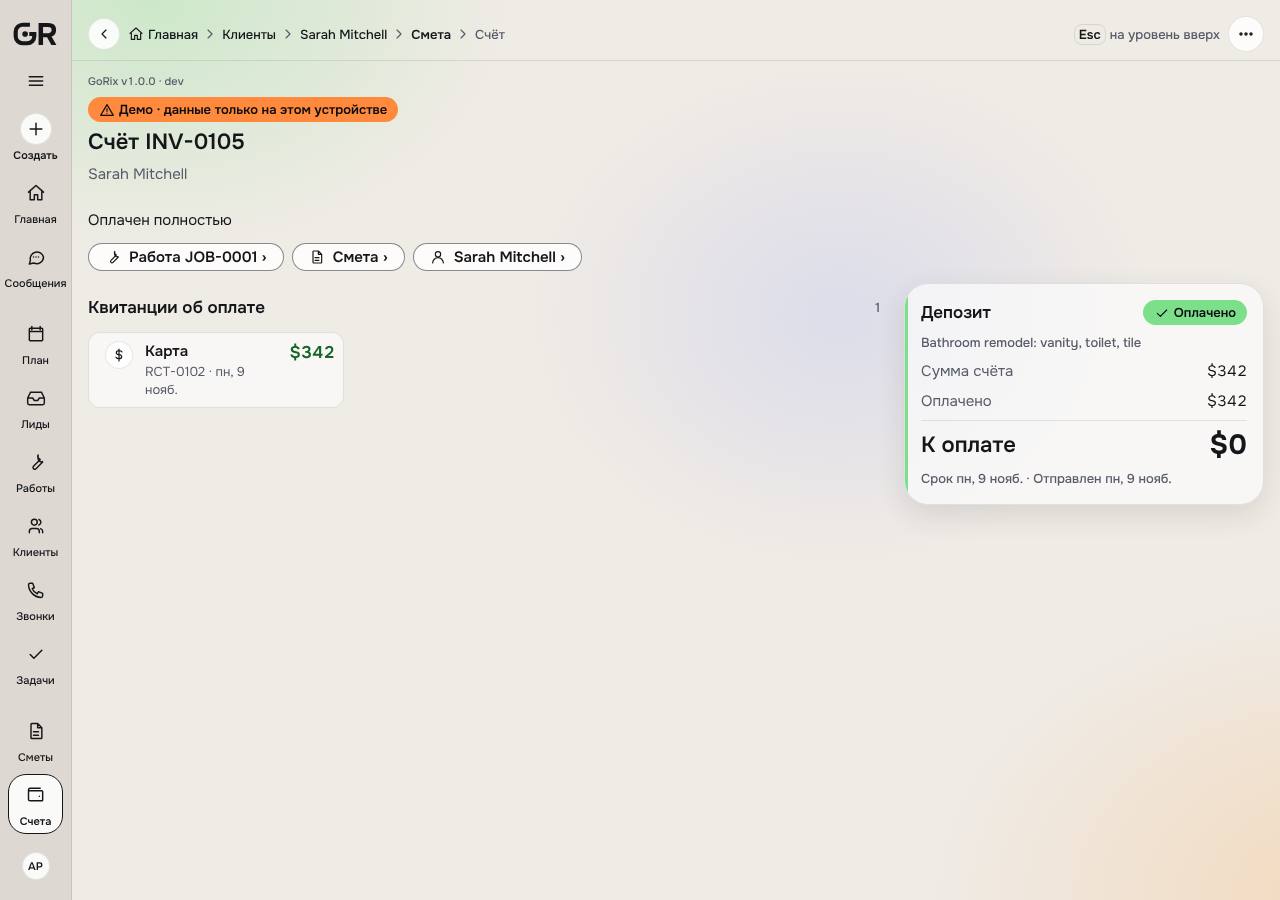 GR
Главная
Клиенты
Sarah Mitchell
Смета
Счёт
Esc на уровень вверх
GoRix v1.0.0 · dev
Демо · данные только на этом устройстве
Счёт INV-0105
Sarah Mitchell
Оплачен полностью
Работа JOB-0001 ›
Смета ›
Sarah Mitchell ›
Квитанции об оплате
1
$
Карта
$342
RCT-0102 · пн, 9
нояб.
Депозит
Оплачено
Bathroom remodel: vanity, toilet, tile
Сумма счёта $342
Оплачено $342
К оплате $0
Срок пн, 9 нояб. · Отправлен пн, 9 нояб.
Создать
Главная
Сообщения
План
Лиды
Работы
Клиенты
Звонки
Задачи
Сметы
Счета
AP